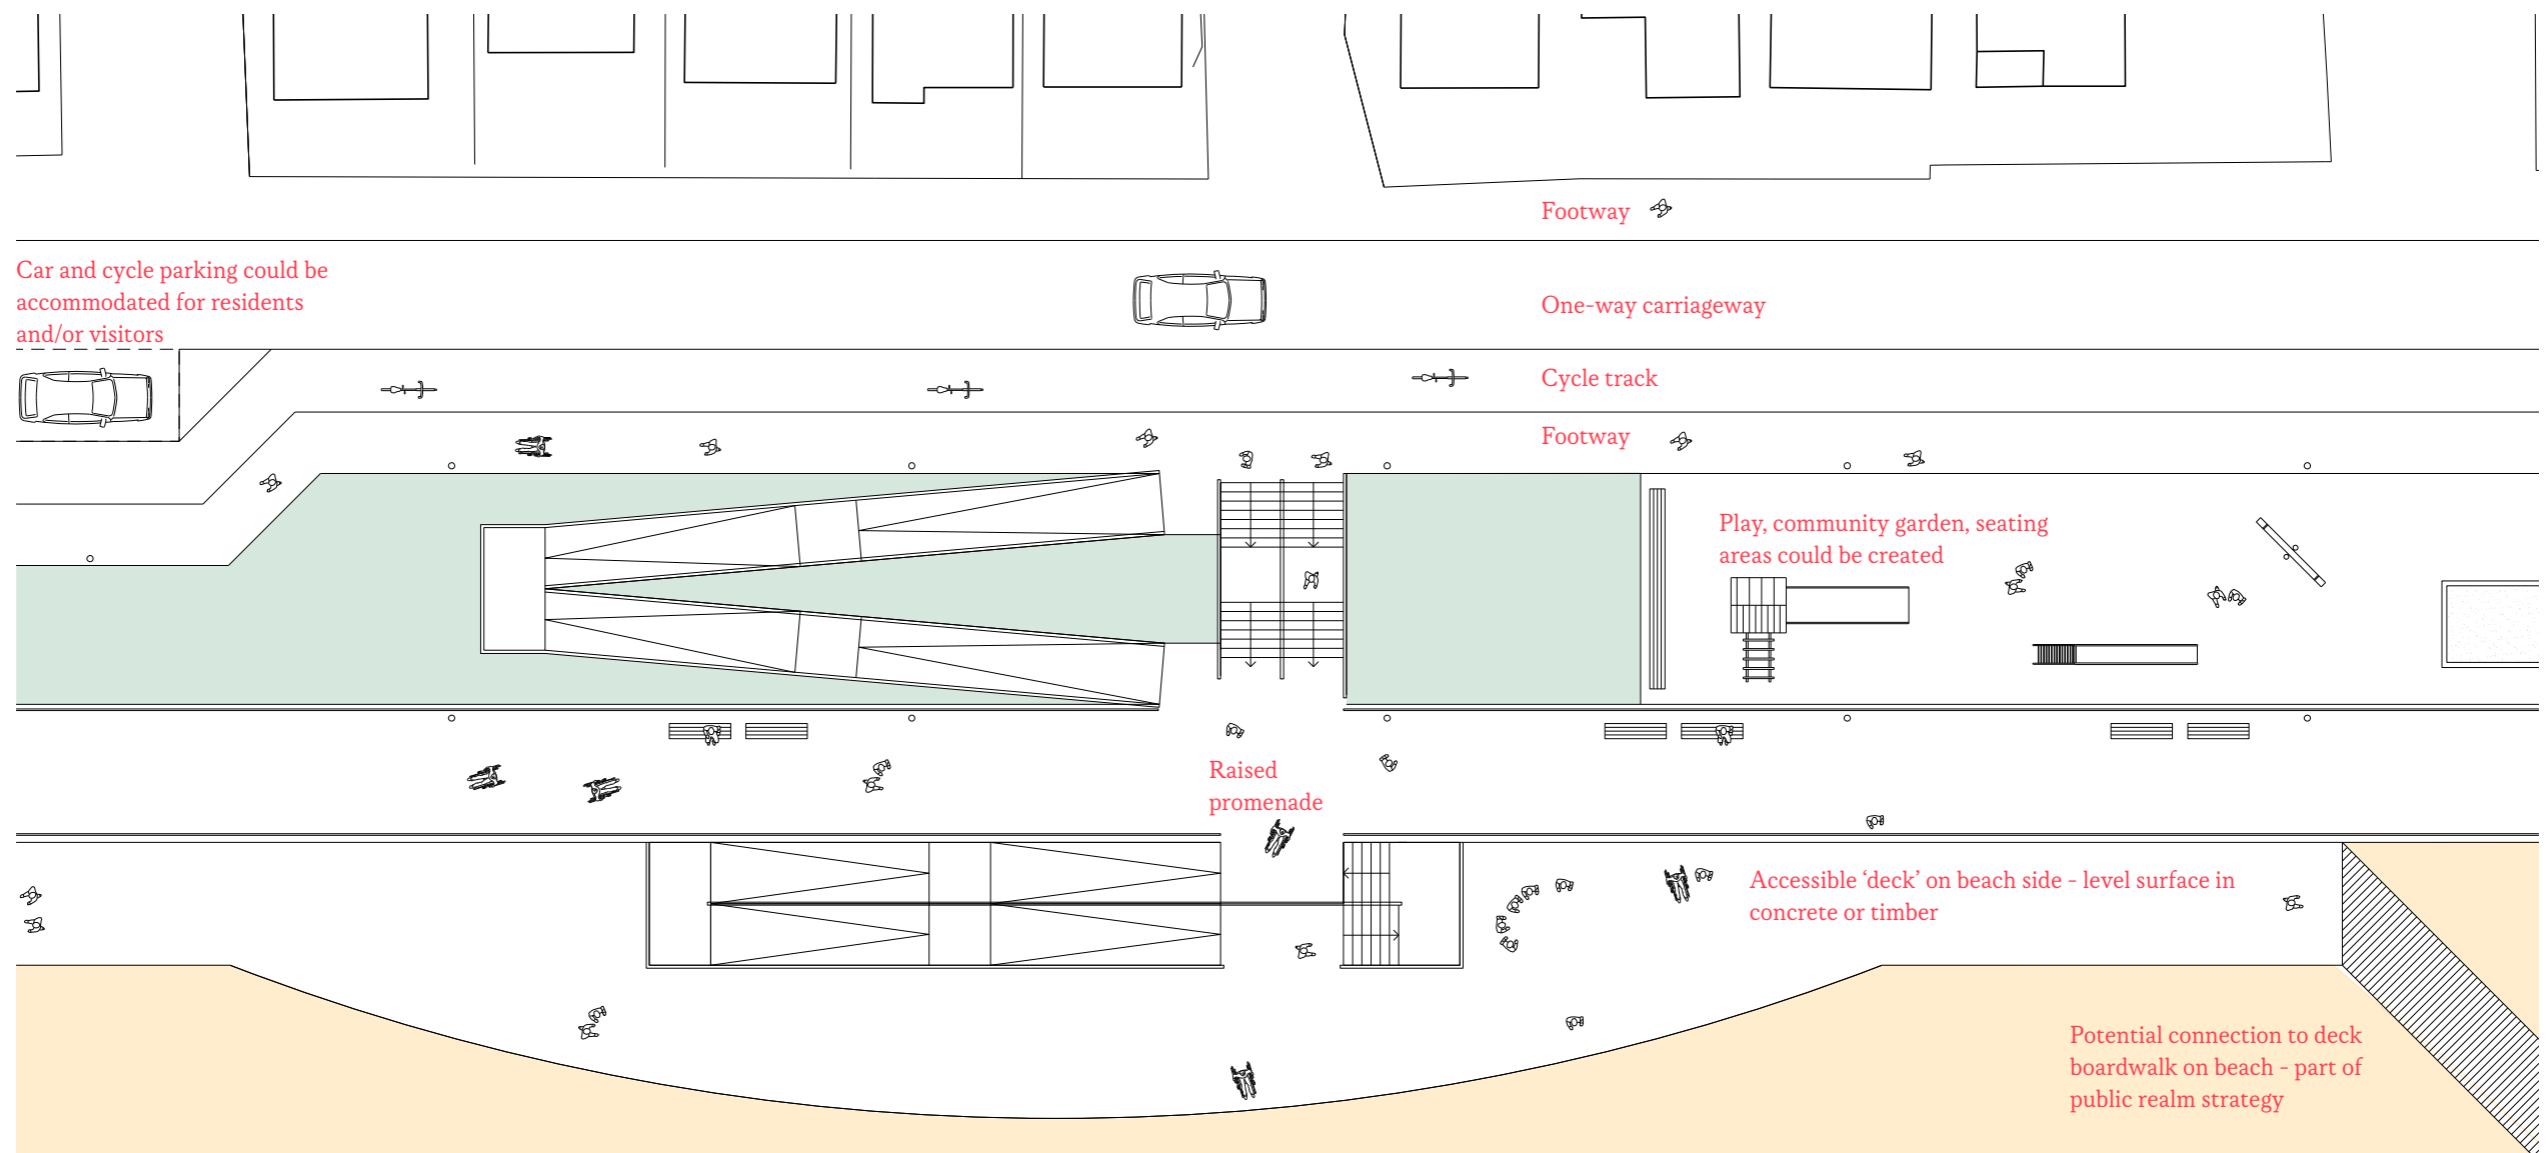 Footway
Car and cycle parking could be
accommodated for residents
and/or visitors
One-way carriageway
Cycle track
Footway
Play, community garden, seating
areas could be created
Raised
promenade
Accessible ‘deck’ on beach side - level surface in
concrete or timber
Potential connection to deck
boardwalk on beach - part of
public realm strategy